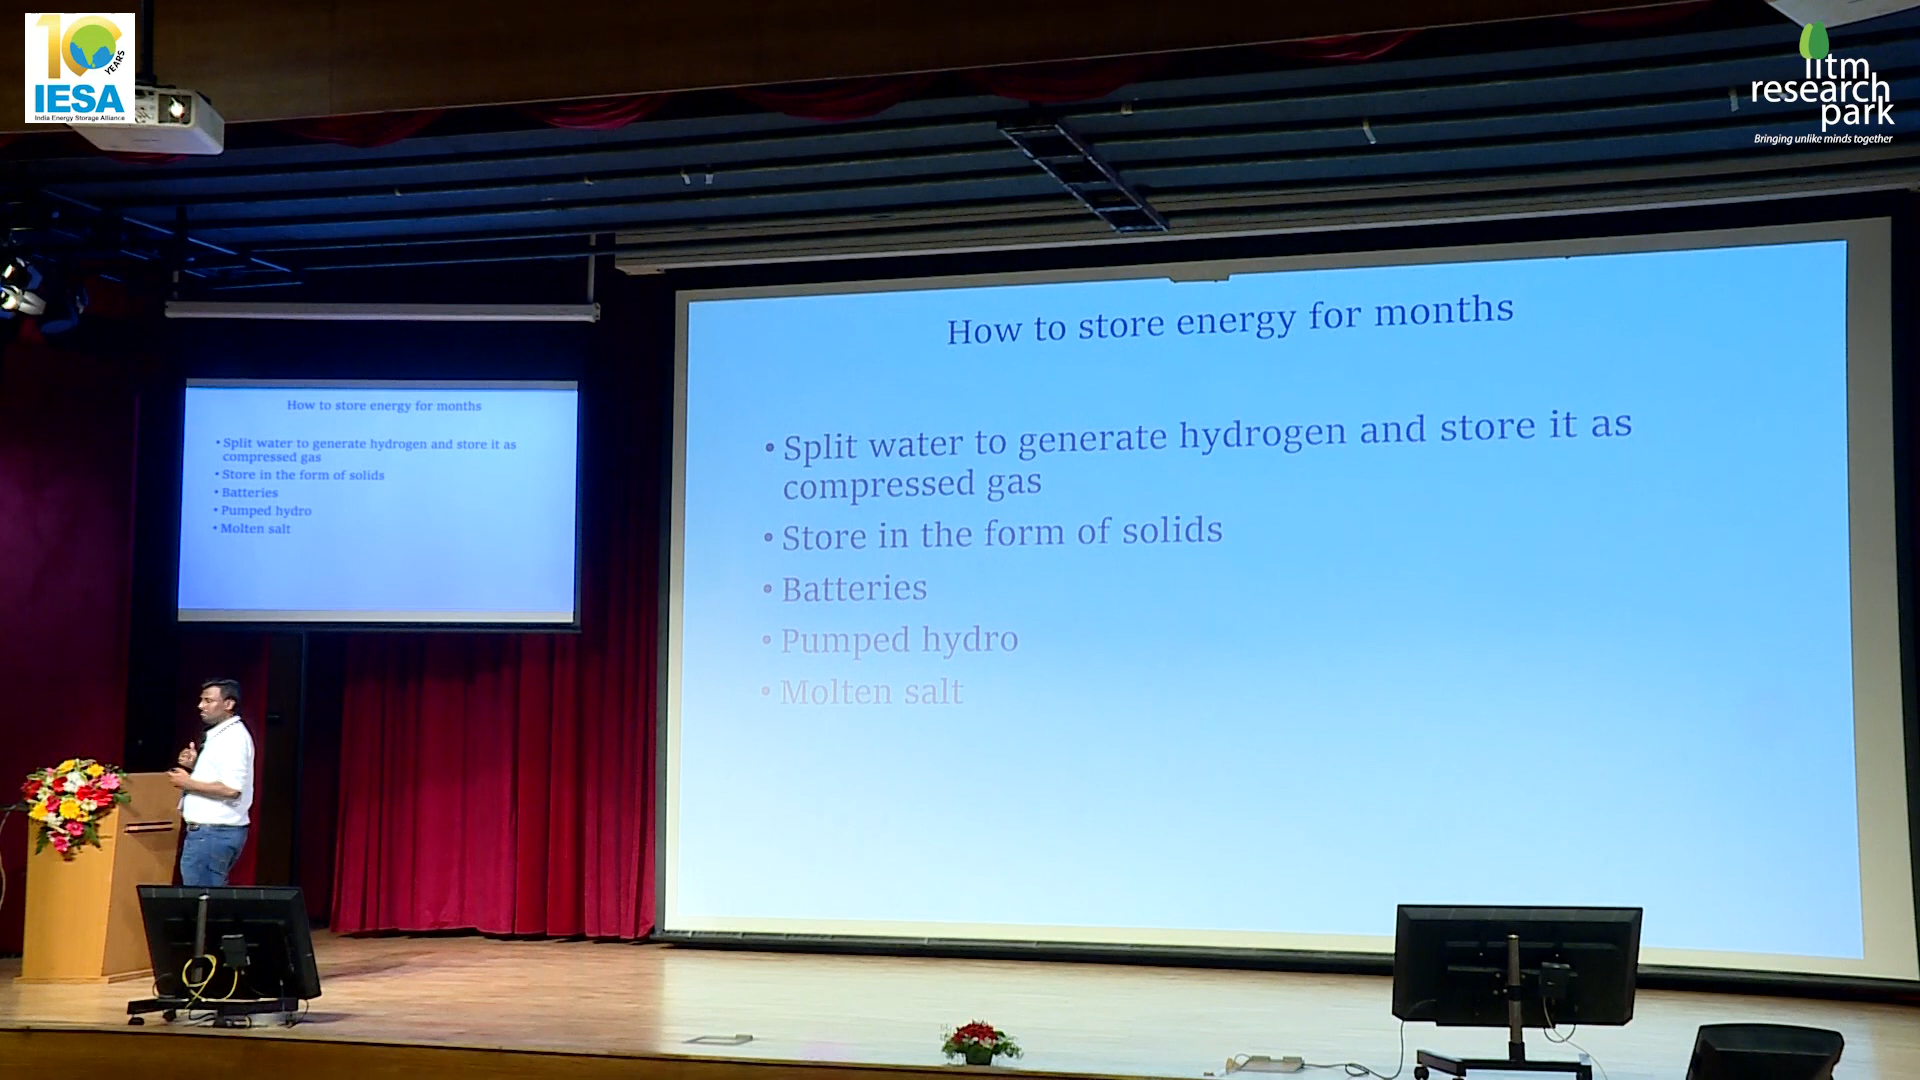 10
YEARS
IESA
India Energy Storage Alliance
iitm
research
park
Bringing unlike minds together
How to store energy for months
• Split water to generate hydrogen and store it as
compressed gas
• Store in the form of solids
• Batteries
• Pumped hydro
• Molten salt
How to store energy for months
• Split water to generate hydrogen and store it as
compressed gas
• Store in the form of solids
• Batteries
• Pumped hydro
• Molten salt